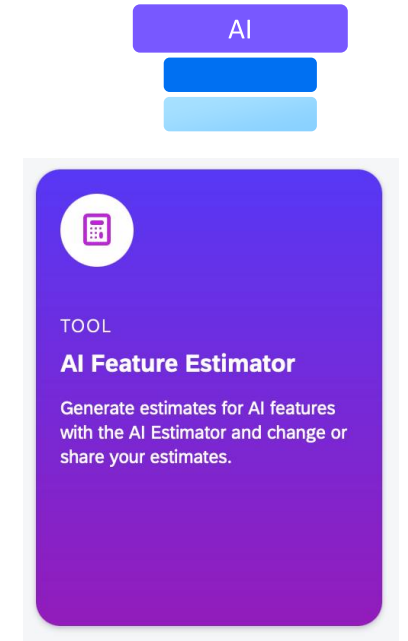 AI
TOOL
AI Feature Estimator
Generate estimates for AI features
with the AI Estimator and change or
share your estimates.